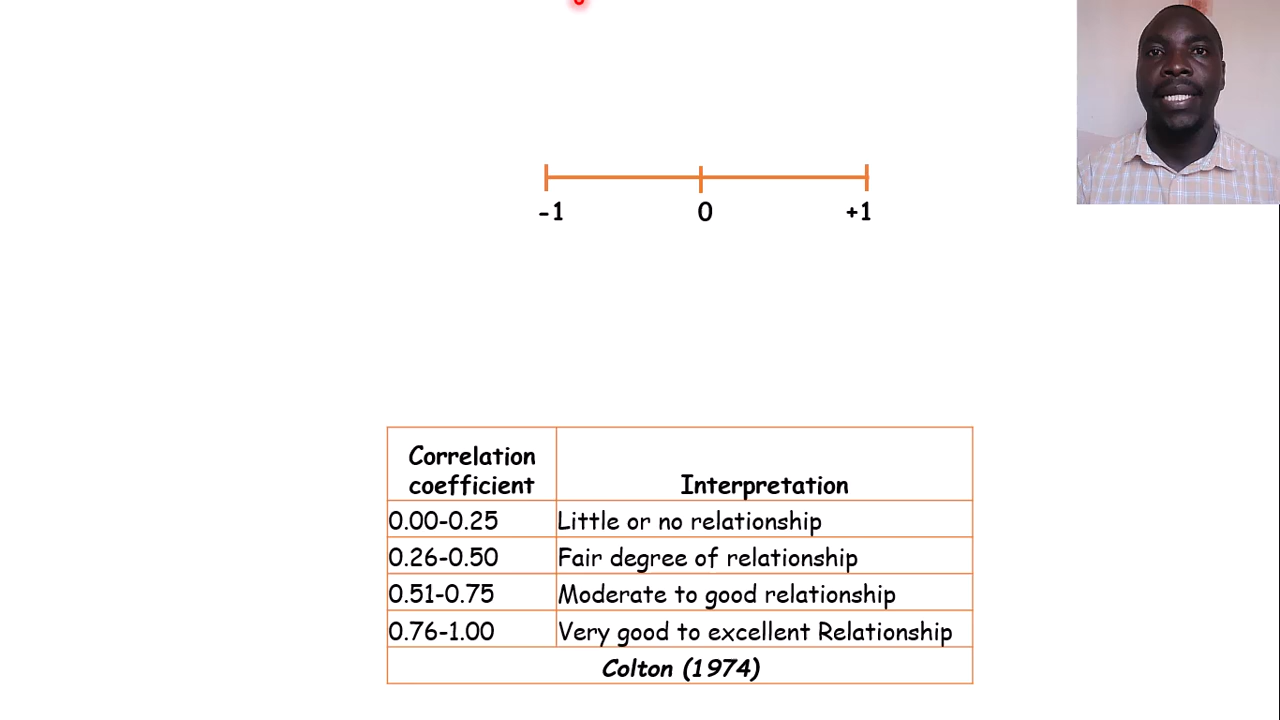 -1 0 +1
Correlation
coefficient Interpretation
0.00-0.25 Little or no relationship
0.26-0.50 Fair degree of relationship
0.51-0.75 Moderate to good relationship
0.76-1.00 Very good to excellent Relationship
Colton (1974)